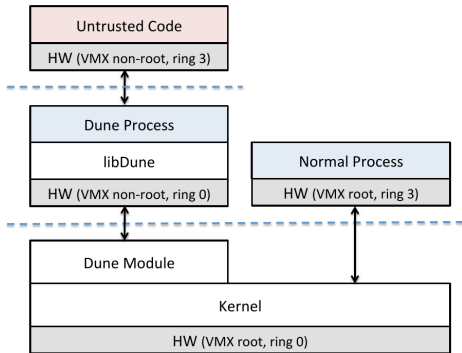 Untrusted Code
HW (VMX non-root, ring 3)
Dune Process
libDune
HW (VMX non-root, ring 0)
Normal Process
HW (VMX root, ring 3)
Dune Module
Kernel
HW (VMX root, ring 0)